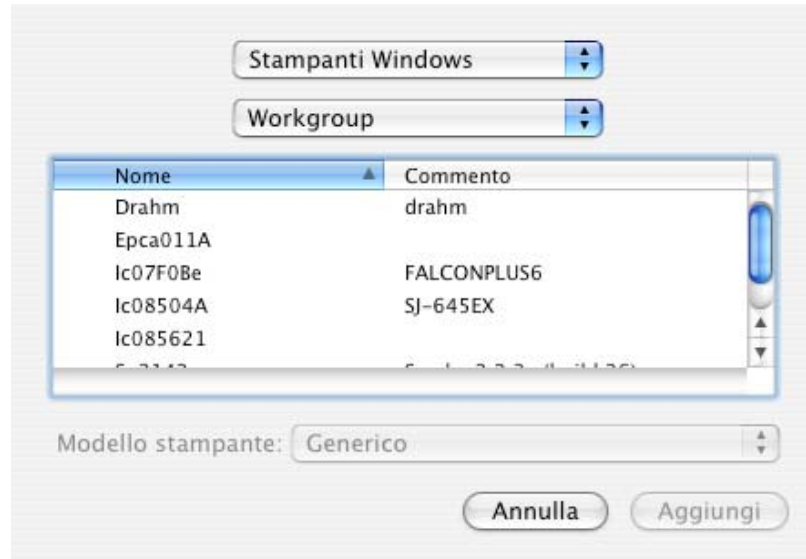 Stampanti Windows
Workgroup
Nome Commento
Drahm drahm
Epca011A
Ic07F0Be FALCONPLUS6
Ic08504A SJ-645EX
Ic085621
Modello stampante: Generico
Annulla Aggiungi